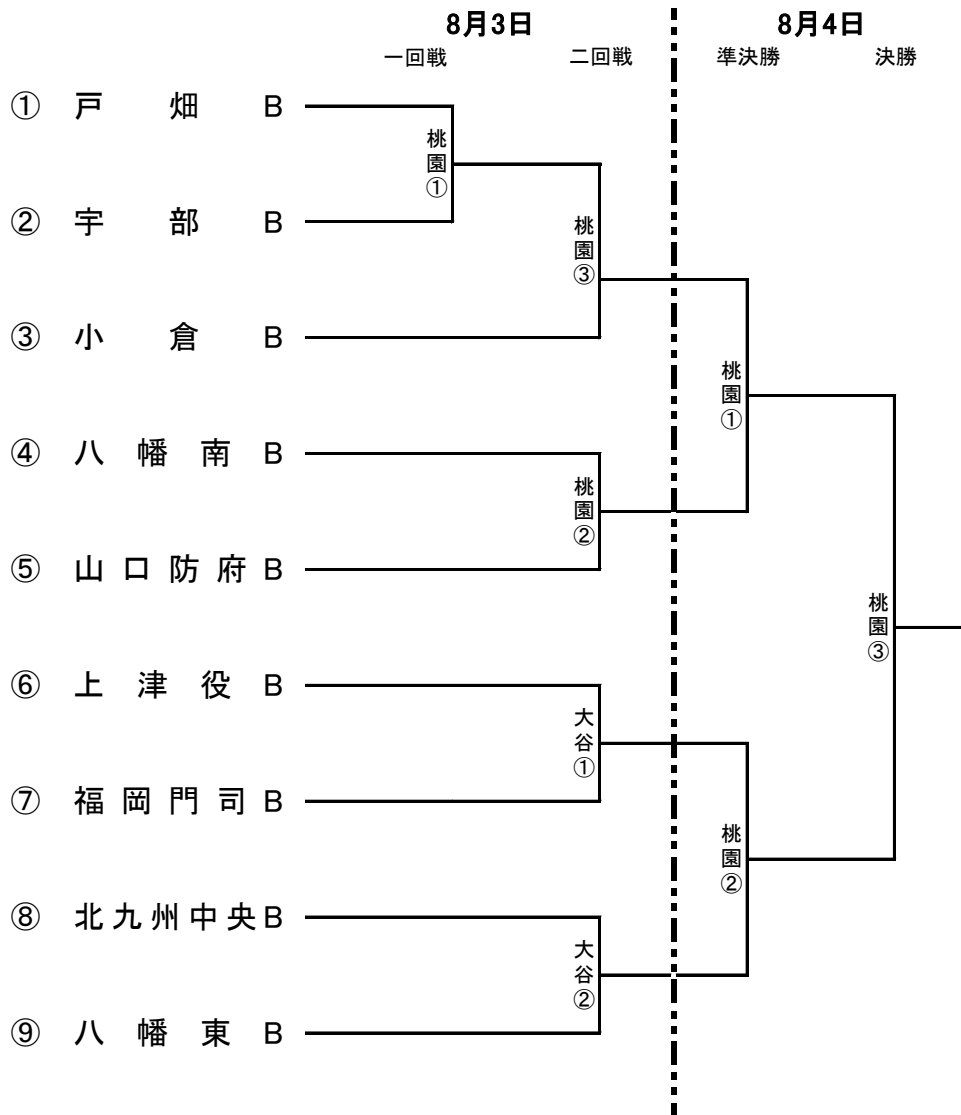 8月3日 8月4日
一回戦 二回戦 準決勝 決勝
① 戸畑 B
桃園①
② 宇部 B
桃園③
③ 小倉 B
桃園①
④ 八幡南 B
桃園②
⑤ 山口防府 B
桃園③
⑥ 上津役 B
大谷①
⑦ 福岡門司 B
桃園②
⑧ 北九州中央 B
大谷②
⑨ 八幡東 B